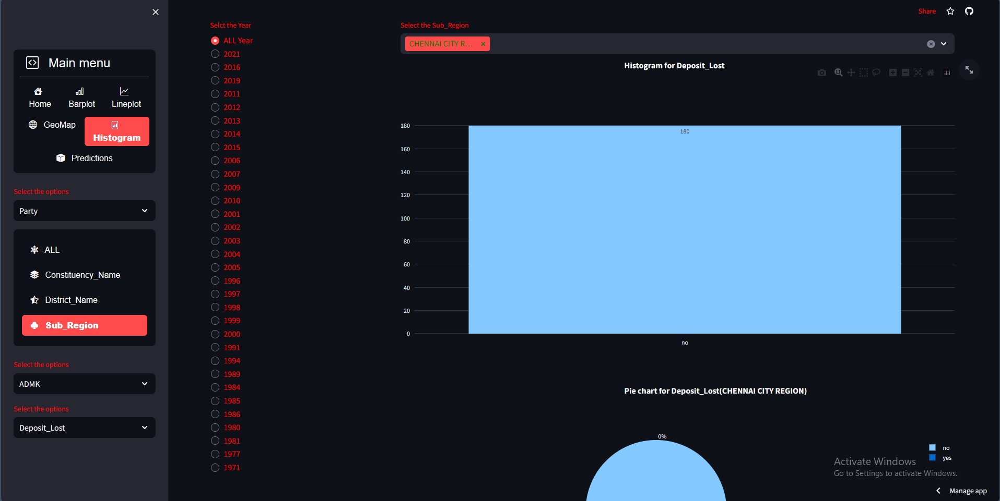 Main menu
Home
Barplot
Lineplot
GeoMap
Histogram
Predictions
Select the options
Party
ALL
Constituency_Name
District_Name
Sub_Region
Select the options
ADMK
Select the options
Deposit_Lost
Selct the Year
ALL Year
2021
2016
2019
2011
2012
2013
2014
2015
2006
2007
2009
2010
2001
2002
2003
2004
2005
1996
1997
1998
1999
2000
1991
1994
1989
1984
1985
1986
1980
1981
1977
1971
Share
Select the Sub_Region
CHENNAI CITY R...
Histogram for Deposit_Lost
180
160
140
120
100
80
60
40
20
0
180
no
Pie chart for Deposit_Lost(CHENNAI CITY REGION)
0%
no
yes
Activate Windows
Go to Settings to activate Windows.
Manage app